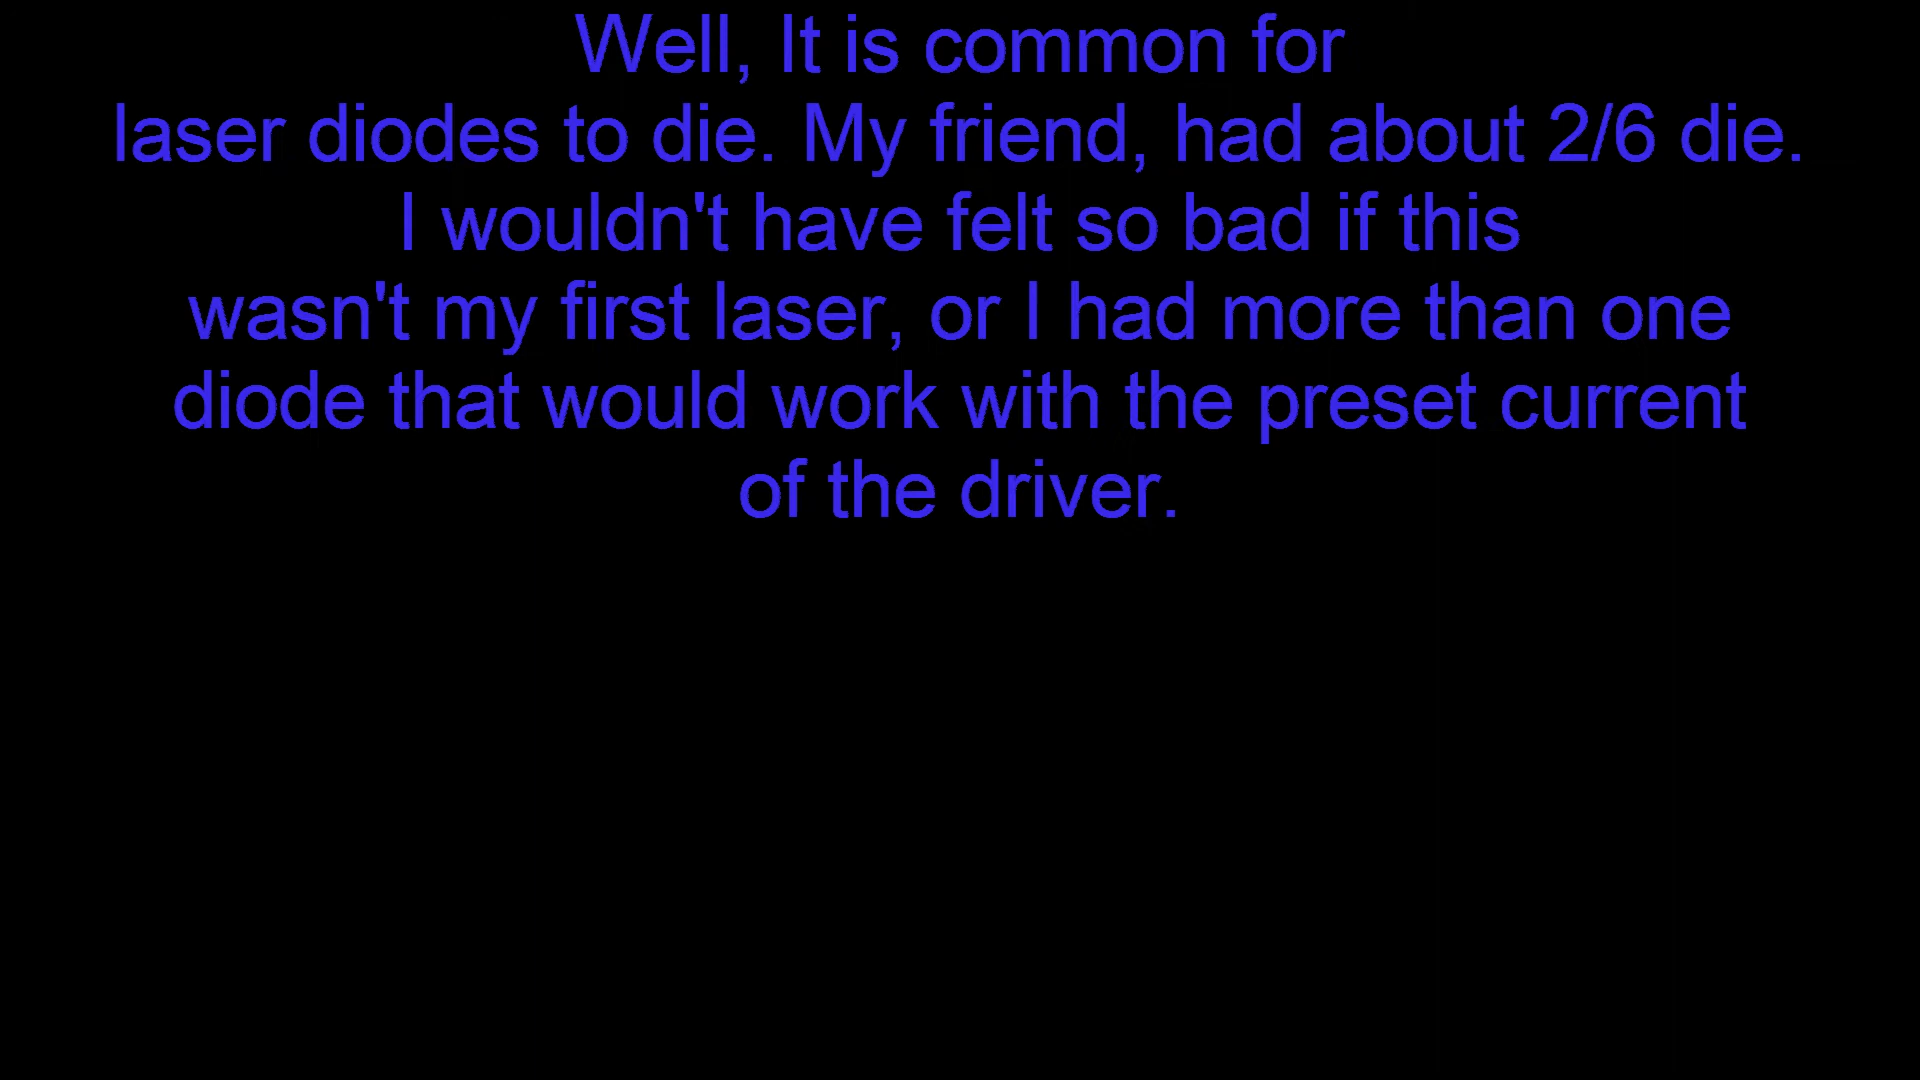 Well, It is common for
laser diodes to die. My friend, had about 2/6 die.
I wouldn't have felt so bad if this
wasn't my first laser, or I had more than one
diode that would work with the preset current
of the driver.